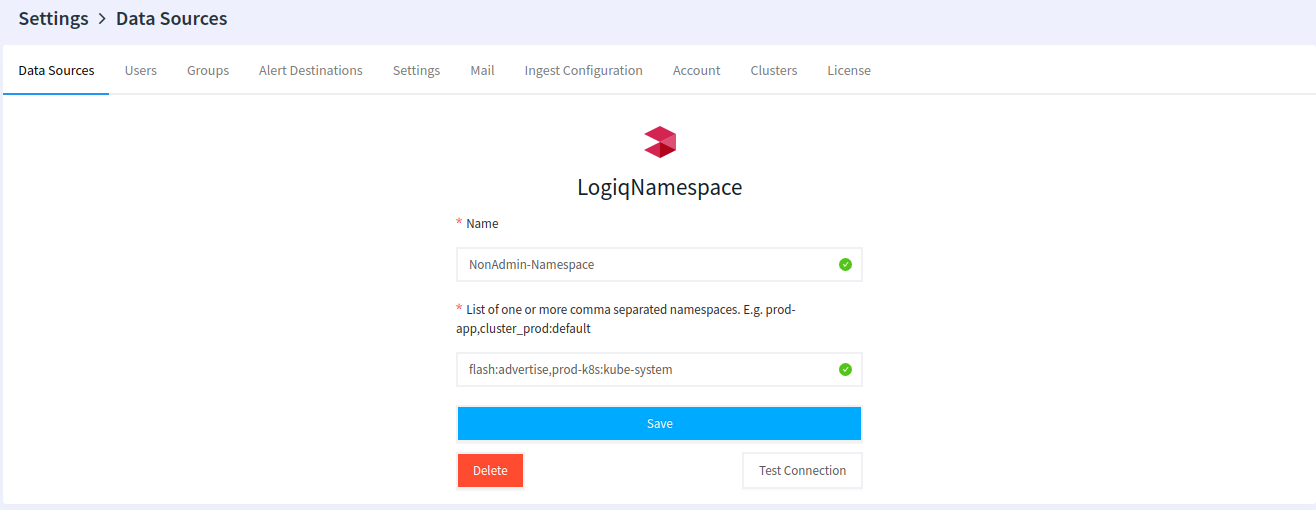 Settings > Data Sources
Data Sources Users Groups Alert Destinations Settings Mail Ingest Configuration Account Clusters License
LogiqNamespace
* Name
NonAdmin-Namespace
* List of one or more comma separated namespaces. E.g. prod-
app,cluster_prod:default
flash:advertise,prod-k8s:kube-system
Save
Delete Test Connection